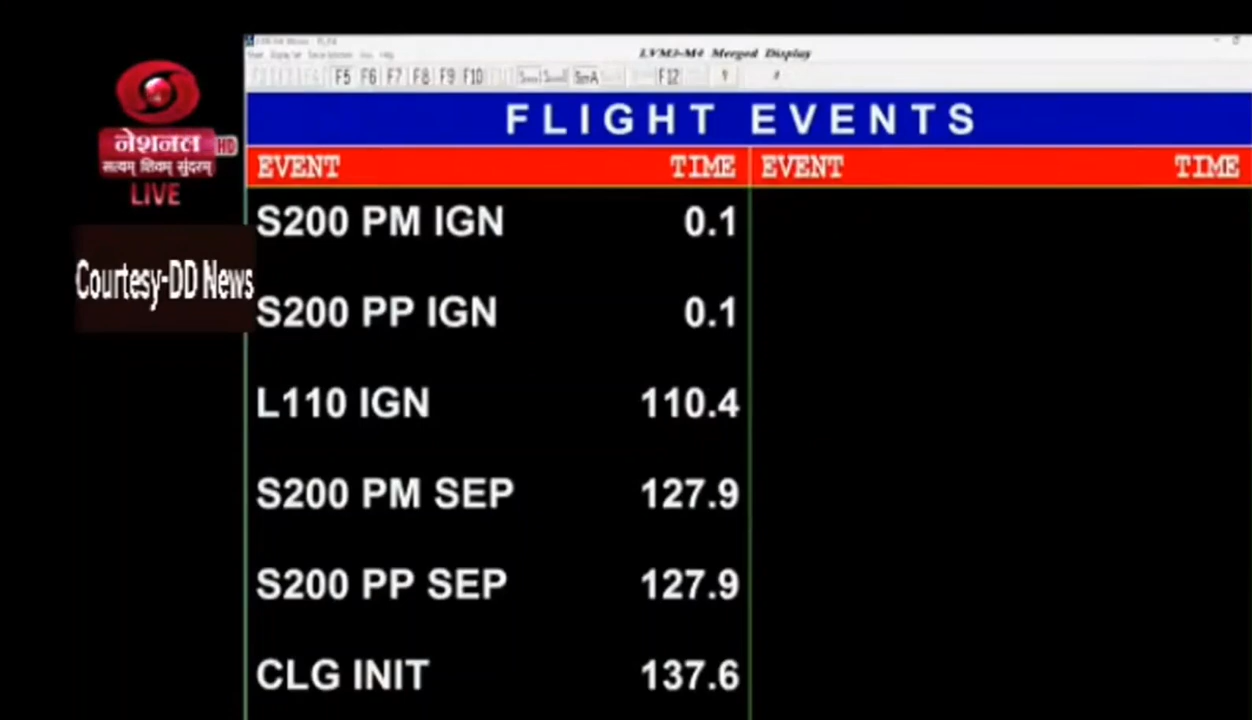 LVM3-M4 Merged Display
F5 F6 F7 F8 F9 F10 F12
FLIGHT EVENTS
नेशनल HD
सत्यम् शिवम् सुंदरम्
LIVE
Courtesy-DD News
EVENT TIME EVENT TIME
S200 PM IGN 0.1
S200 PP IGN 0.1
L110 IGN 110.4
S200 PM SEP 127.9
S200 PP SEP 127.9
CLG INIT 137.6